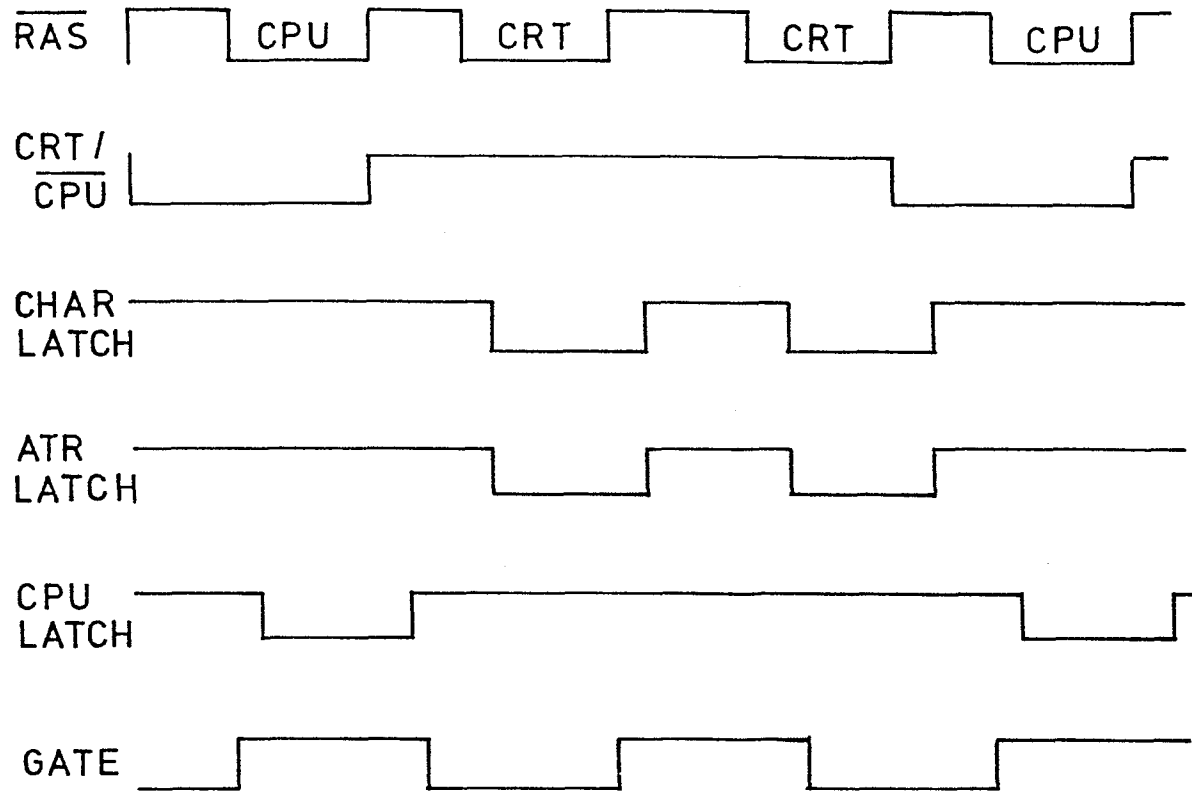 RAS CPU CRT CRT CPU
CRT/
CPU
CHAR
LATCH
ATR
LATCH
CPU
LATCH
GATE